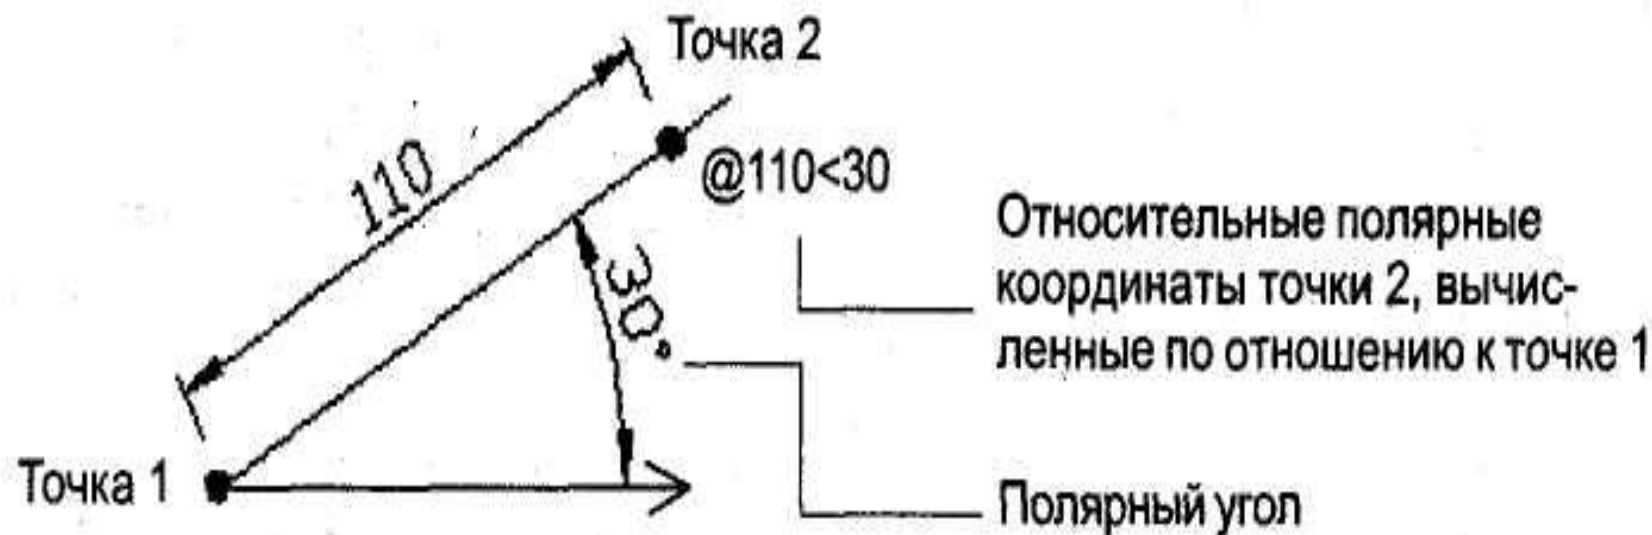 Точка 2
110
@110<30
30°
Относительные полярные
координаты точки 2, вычис-
ленные по отношению к точке 1
Точка 1
Полярный угол